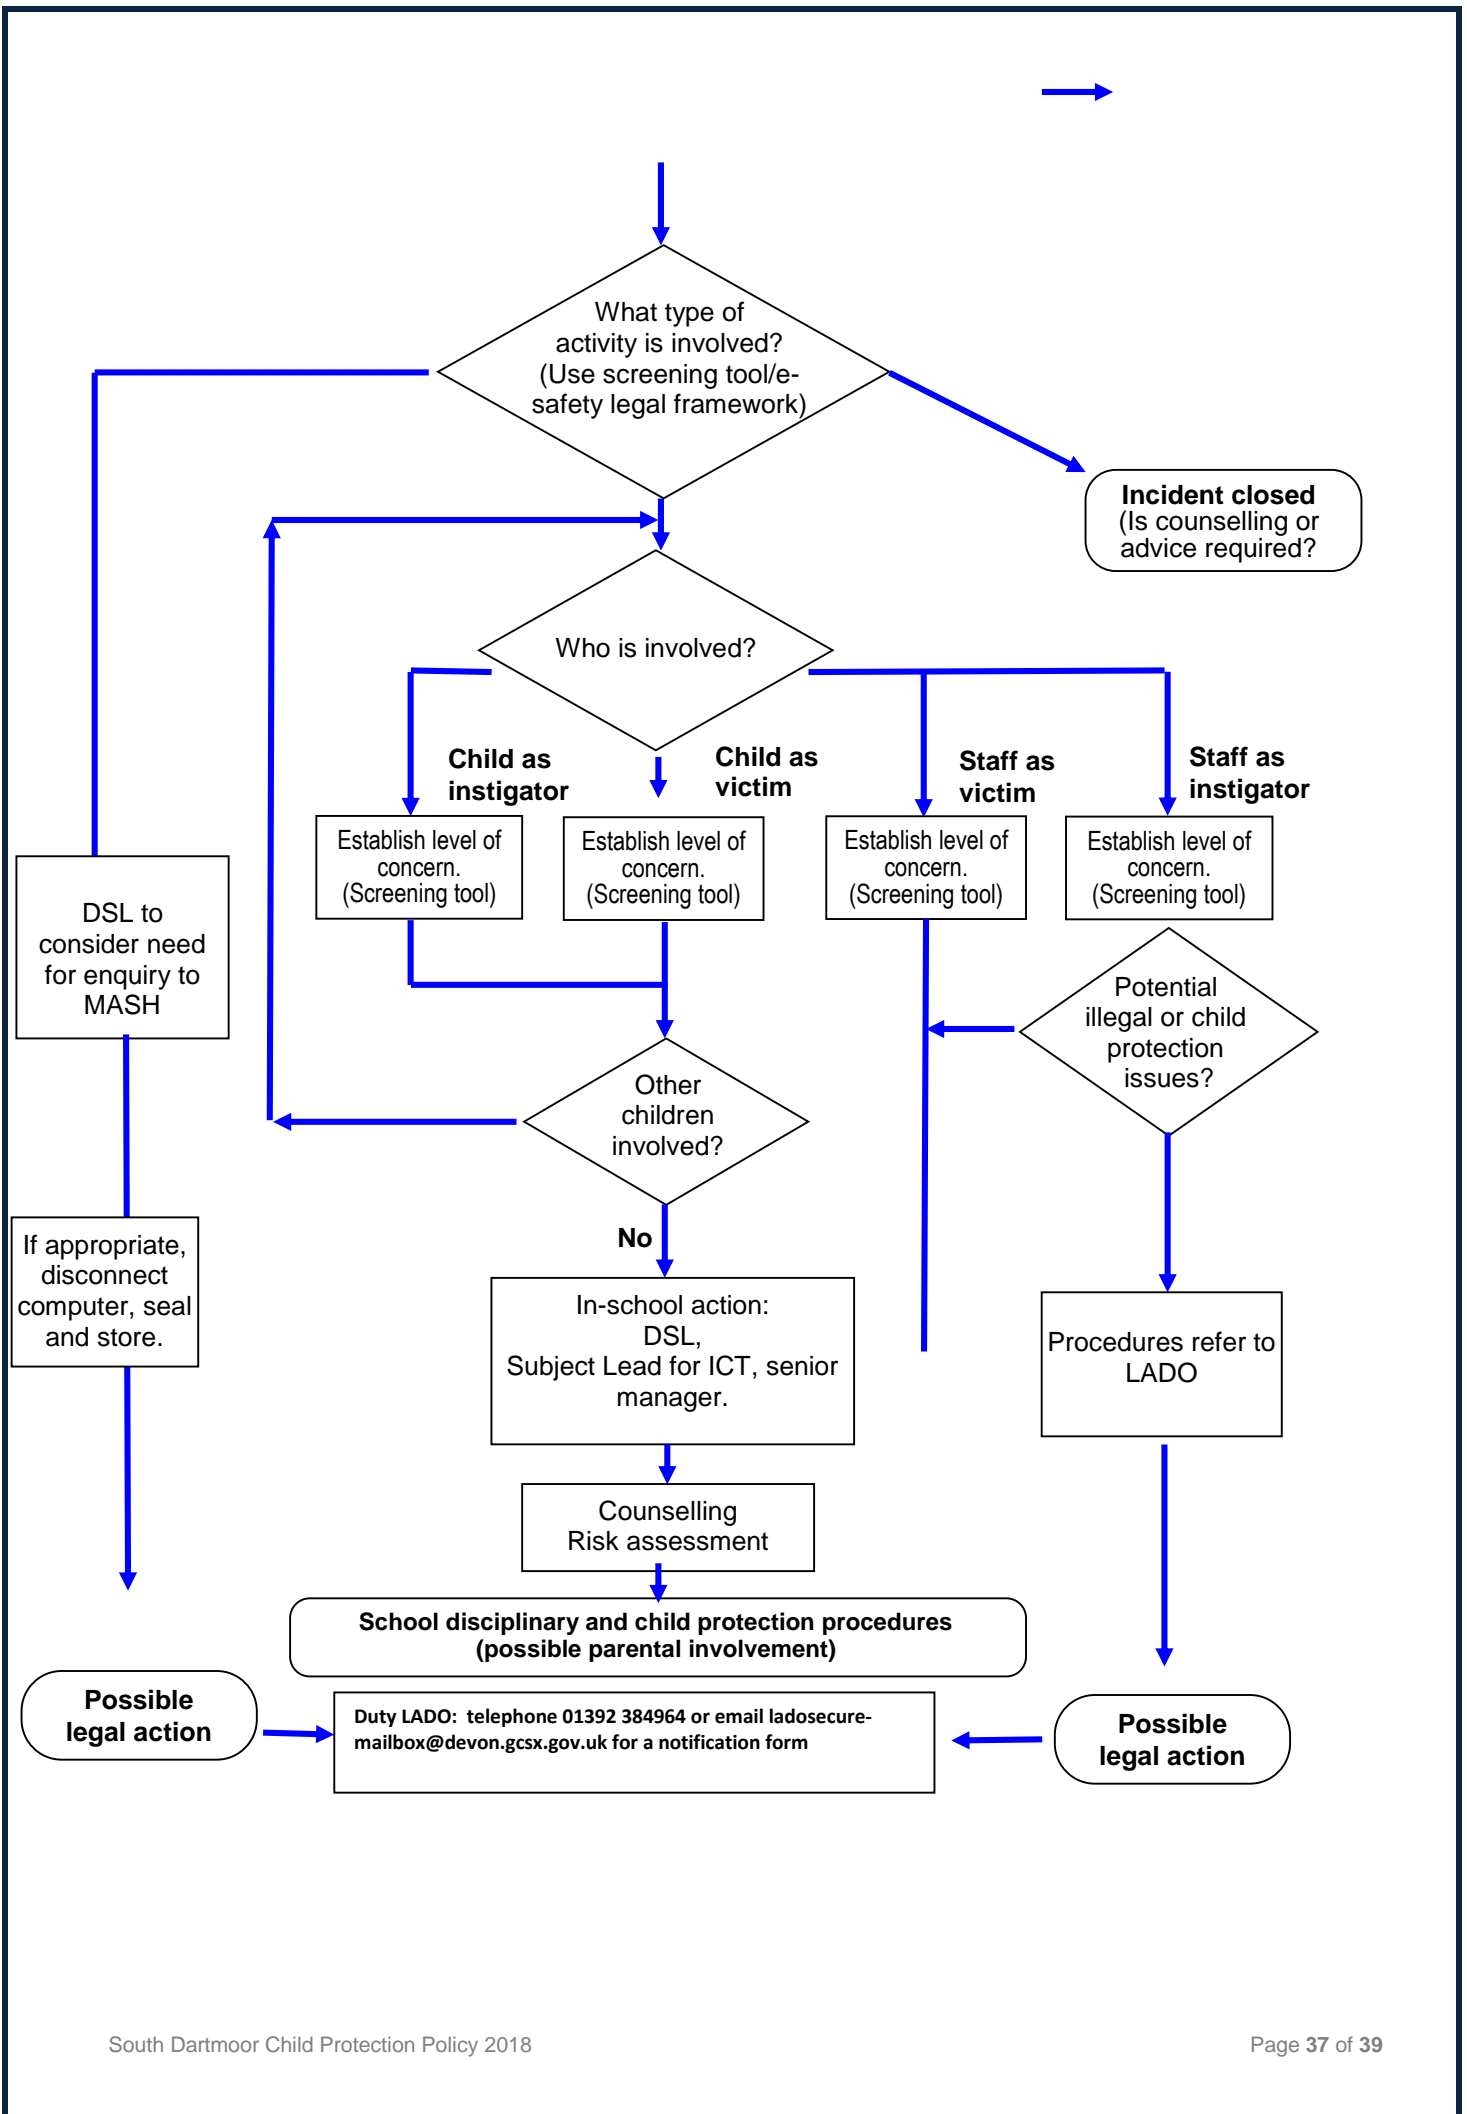 What type of
activity is involved?
(Use screening tool/e-
safety legal framework)
Incident closed
(Is counselling or
advice required?
Who is involved?
Child as
instigator
Child as
victim
Staff as
victim
Staff as
instigator
Establish level of
concern.
(Screening tool)
Establish level of
concern.
(Screening tool)
Establish level of
concern.
(Screening tool)
Establish level of
concern.
(Screening tool)
DSL to
consider need
for enquiry to
MASH
Potential
illegal or child
protection
issues?
Other
children
involved?
No
If appropriate,
disconnect
computer, seal
and store.
In-school action:
DSL,
Subject Lead for ICT, senior
manager.
Procedures refer to
LADO
Counselling
Risk assessment
School disciplinary and child protection procedures
(possible parental involvement)
Possible
legal action
Duty LADO:  telephone 01392 384964 or email ladosecure-
mailbox@devon.gcsx.gov.uk for a notification form
Possible
legal action
South Dartmoor Child Protection Policy 2018
Page 37 of 39